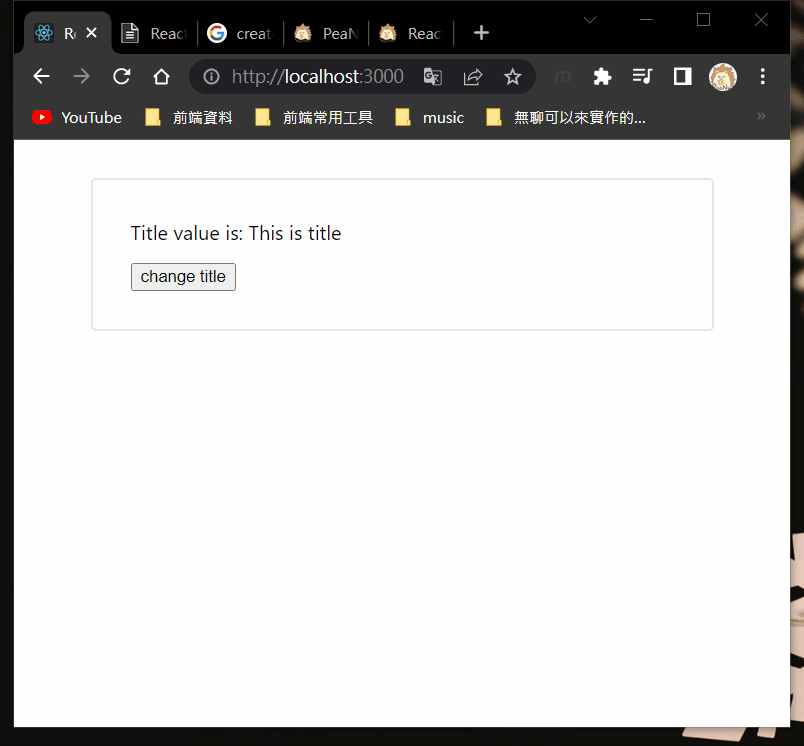 Re
Reac
creat
PeaN
Reac
http://localhost:3000
YouTube
前端資料
前端常用工具
music
無聊可以來實作的...
Title value is: This is title
change title